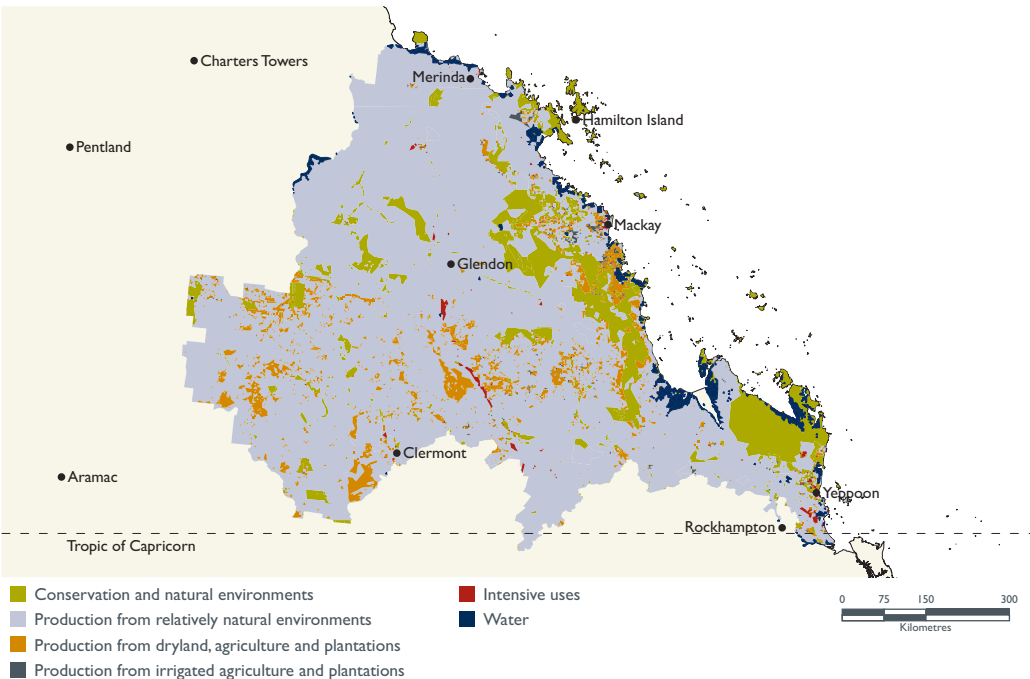 Charters Towers
Merinda
Hamilton Island
Pentland
Mackay
Glendon
Clermont
Aramac
Yeppoon
Rockhampton
Tropic of Capricorn
Conservation and natural environments
Production from relatively natural environments
Production from dryland, agriculture and plantations
Production from irrigated agriculture and plantations
Intensive uses
Water
0 75 150 300
Kilometres